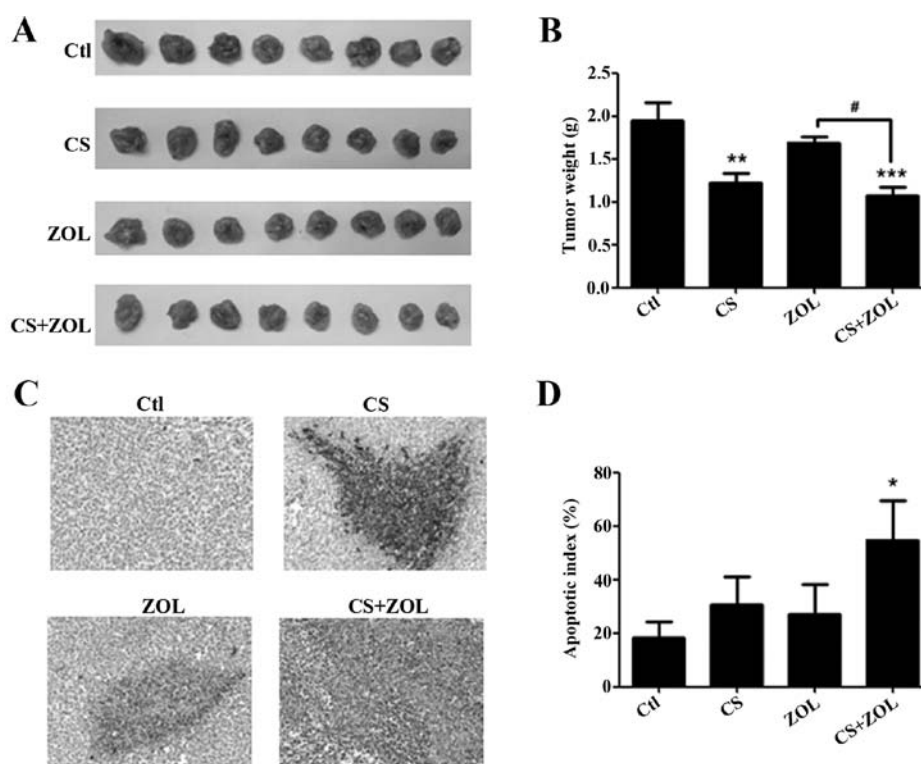 A
Ctl
CS
ZOL
CS+ZOL
B
Tumor weight (g)
2.5
2.0
1.5
1.0
0.5
0.0
**
#
***
Ctl
CS
ZOL
CS+ZOL
C
Ctl
CS
ZOL
CS+ZOL
D
Apoptotic index (%)
80
60
40
20
0
*
Ctl
CS
ZOL
CS+ZOL